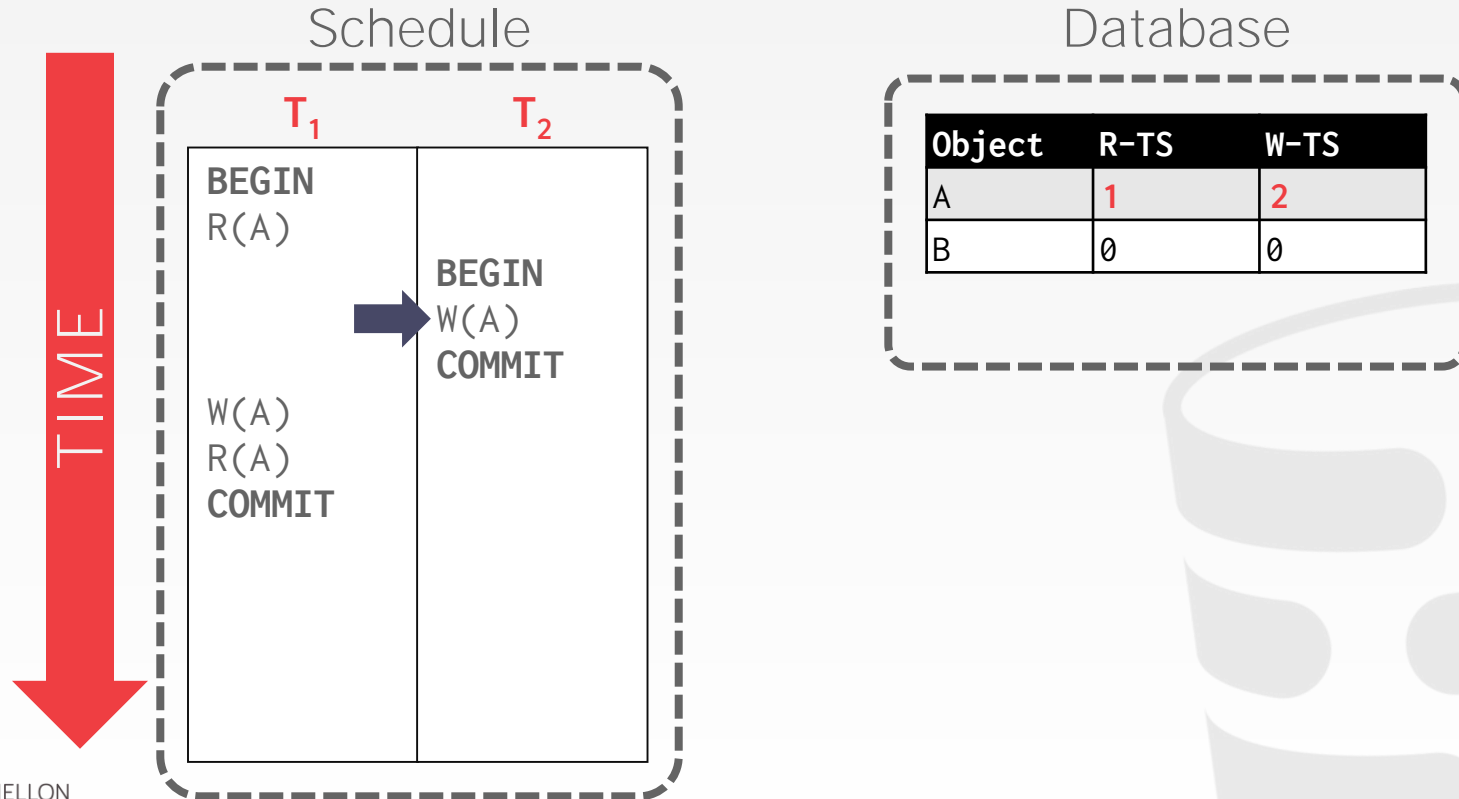 Schedule
Database
TIME
T1 T2
BEGIN
R(A)
BEGIN
W(A)
COMMIT
W(A)
R(A)
COMMIT
Object R-TS W-TS
A 1 2
B 0 0
ELLON